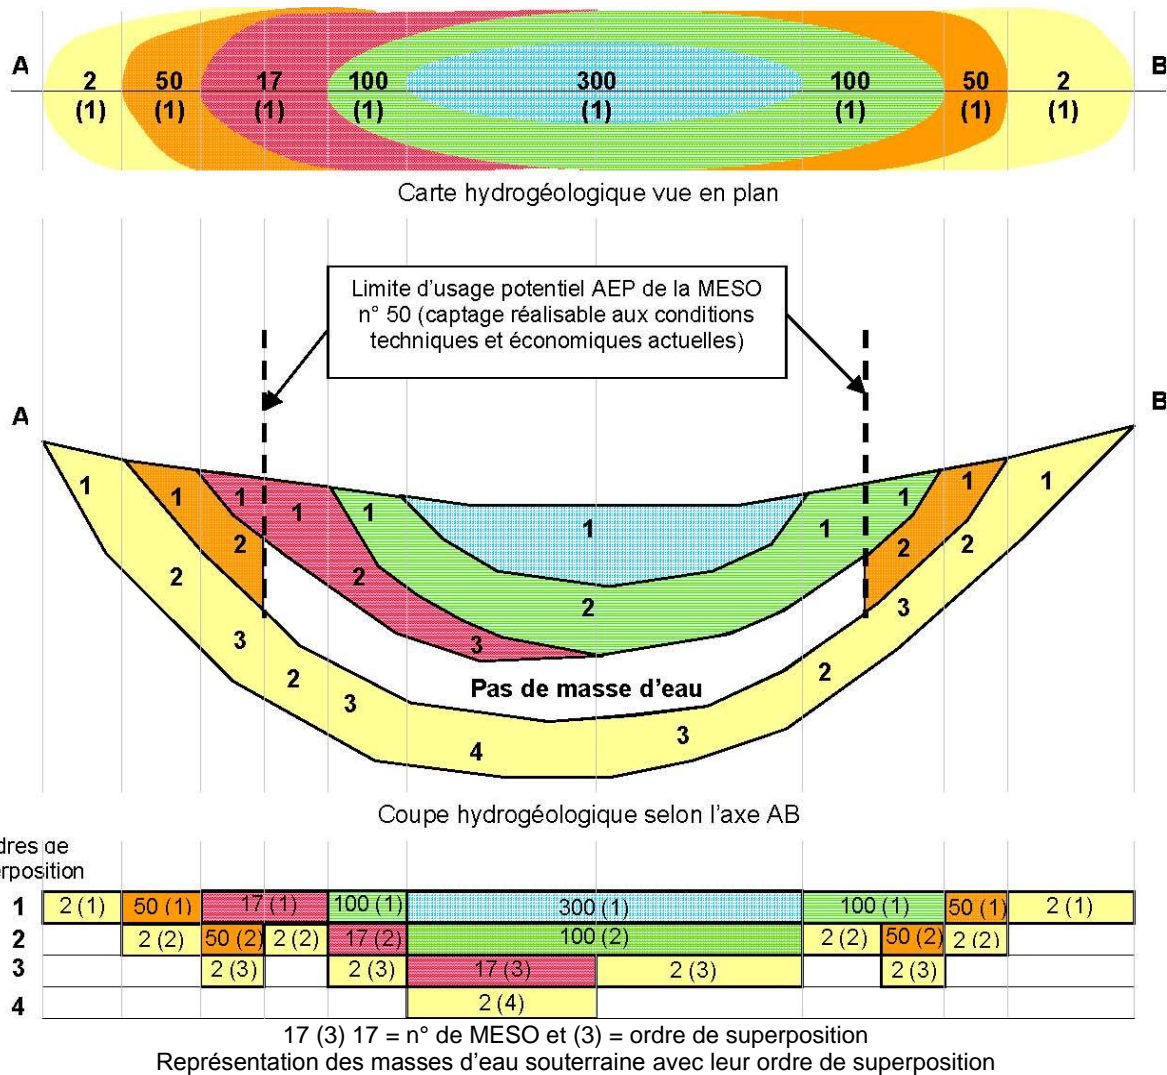 A 2 50 17 100 300 100 50 2 B
(1) (1) (1) (1) (1) (1) (1) (1)
Carte hydrogéologique vue en plan
Limite d'usage potentiel AEP de la MESO
n° 50 (captage réalisable aux conditions
techniques et économiques actuelles)
A B
1 1 1 1 1 1 1 1 1 1
2 2 2 2 2 2
3 2 3 3 2
Pas de masse d'eau
2 3 4 3
Coupe hydrogéologique selon l'axe AB
dres de
erposition
1 2 (1) 50 (1) 17 (1) 100 (1) 300 (1) 100 (1) 50 (1) 2 (1)
2 2 (2) 50 (2) 2 (2) 17 (2) 100 (2) 2 (2) 50 (2) 2 (2)
3 2 (3) 2 (3) 17 (3) 2 (3) 2 (3)
4 2 (4)
17 (3) 17 = n° de MESO et (3) = ordre de superposition
Représentation des masses d'eau souterraine avec leur ordre de superposition